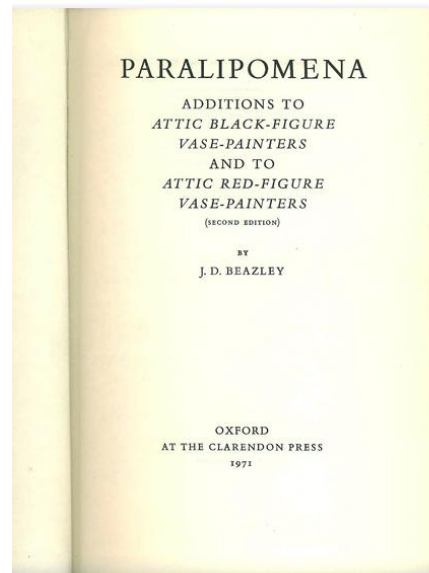 PARALIPOMENA
ADDITIONS TO
ATTIC BLACK-FIGURE
VASE-PAINTERS
AND TO
ATTIC RED-FIGURE
VASE-PAINTERS
(SECOND EDITION)
BY
J. D. BEAZLEY
OXFORD
AT THE CLARENDON PRESS
1971